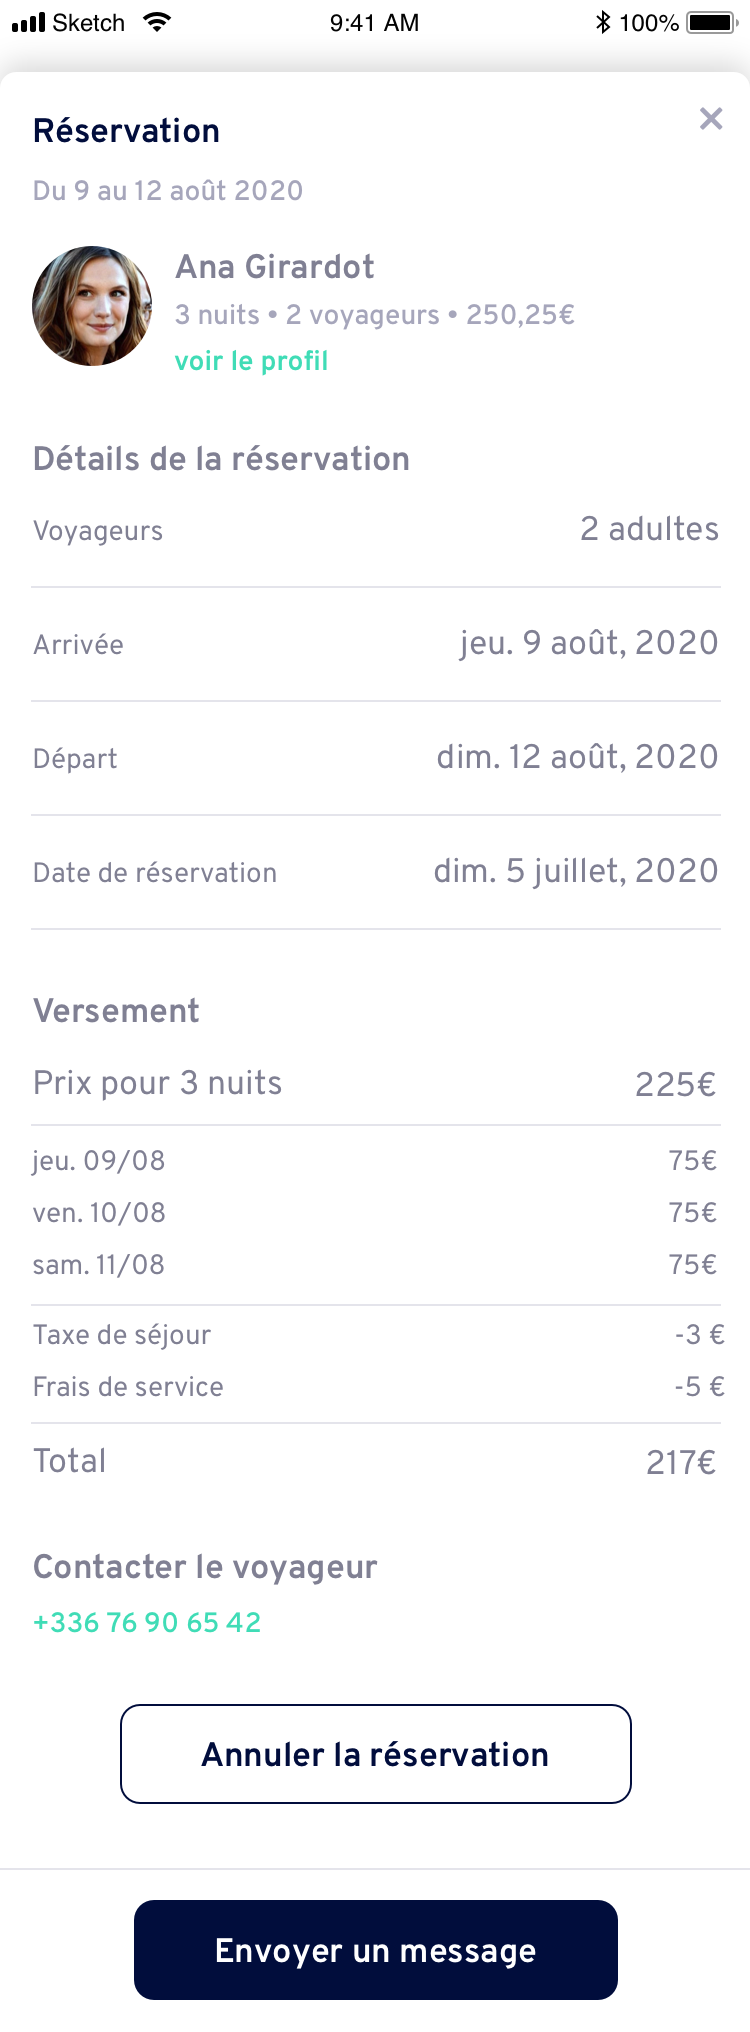 Sketch 9:41 AM 100%
Réservation
Du 9 au 12 août 2020
Ana Girardot
3 nuits • 2 voyageurs • 250,25€
voir le profil
Détails de la réservation
Voyageurs 2 adultes
Arrivée jeu. 9 août, 2020
Départ dim. 12 août, 2020
Date de réservation dim. 5 juillet, 2020
Versement
Prix pour 3 nuits 225€
jeu. 09/08 75€
ven. 10/08 75€
sam. 11/08 75€
Taxe de séjour -3 €
Frais de service -5 €
Total 217€
Contacter le voyageur
+336 76 90 65 42
Annuler la réservation
Envoyer un message